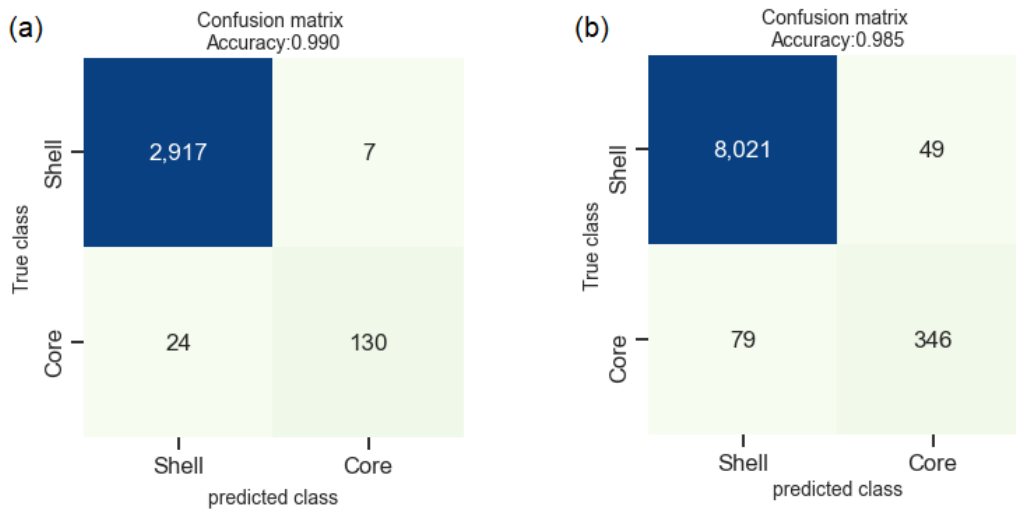 (a)
Confusion matrix
Accuracy:0.990
True class
Shell
2,917
7
Core
24
130
Shell
Core
predicted class
(b)
Confusion matrix
Accuracy:0.985
True class
Shell
8,021
49
Core
79
346
Shell
Core
predicted class